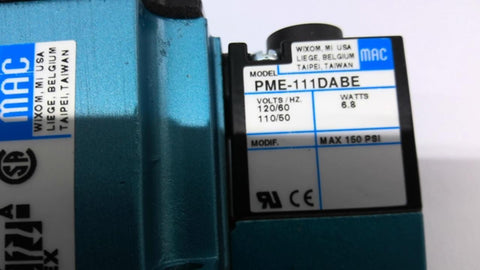 WIXOM, MI USA
LIEGE, BELGIUM
TAIPEI, TAIWAN
MAC
MODEL
PME-111DABE
VOLTS/HZ.
WATTS
120/60
6.8
110/50
MODIF.
MAX 150 PSI
CE
MAC
WIXOM, MI USA
LIEGE, BELGIUM
TAIPEI, TAIWAN